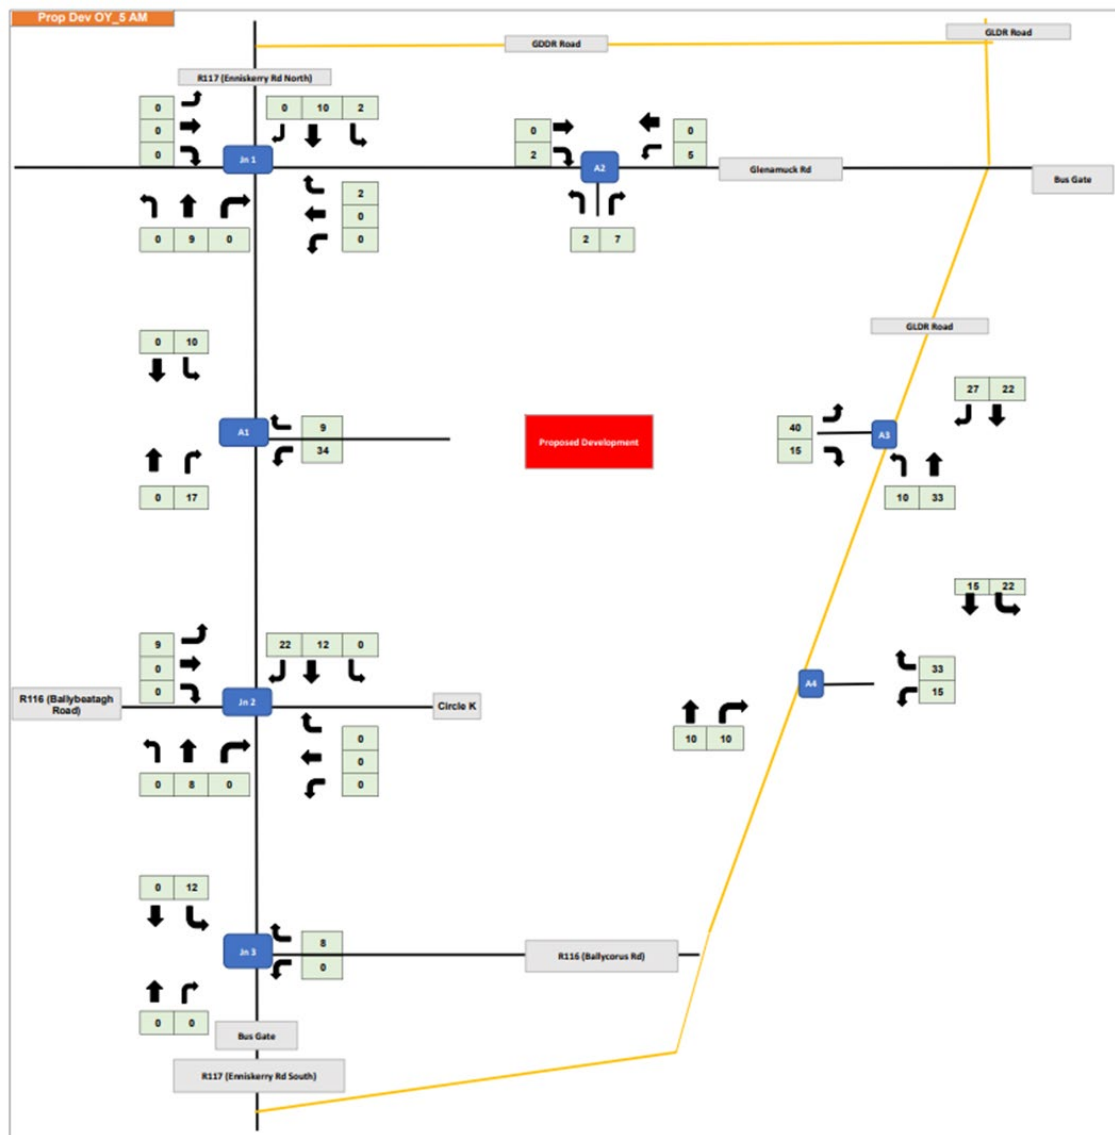 Prop Dev OY_5 AM
GLDR Road
GDDR Road
R117 (Enniskerry Rd North)
0
0
0
0 10 2
Jn 1
2
0
0
0 9 0
0
2
0
5
A2
2 7
Glenamuck Rd
Bus Gate
GLDR Road
0 10
A1
9
34
0 17
Proposed Development
40
15
A3
27 22
10 33
15 22
9
0
0
22 12 0
R116 (Ballybeatagh
Road)
Jn 2
Circle K
0
0
0
0 8 0
A4
33
15
10 10
0 12
Jn 3
8
0
R116 (Ballycorus Rd)
0 0
Bus Gate
R117 (Enniskerry Rd South)